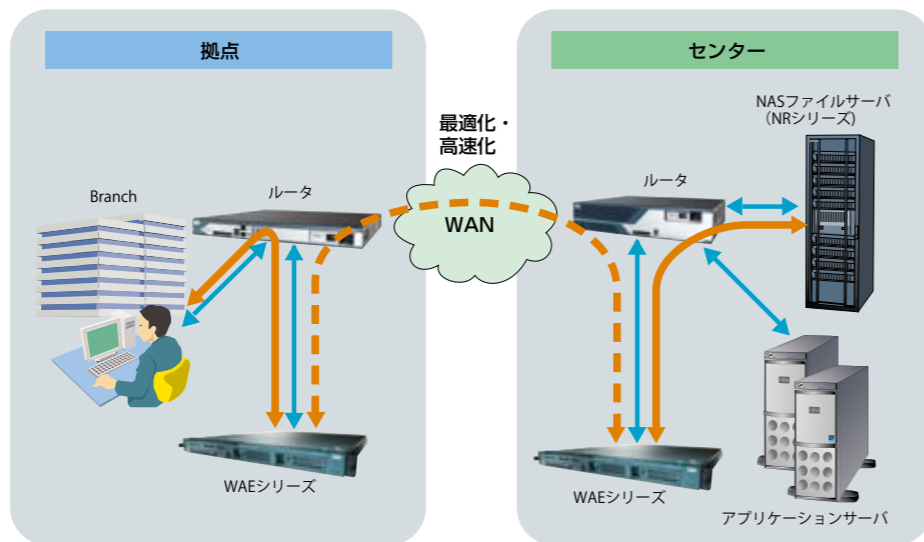 拠点
センター
NASファイルサーバ
（NRシリーズ)
最適化・
高速化
Branch
ルータ
ルータ
WAN
WAEシリーズ
WAEシリーズ
アプリケーションサーバ